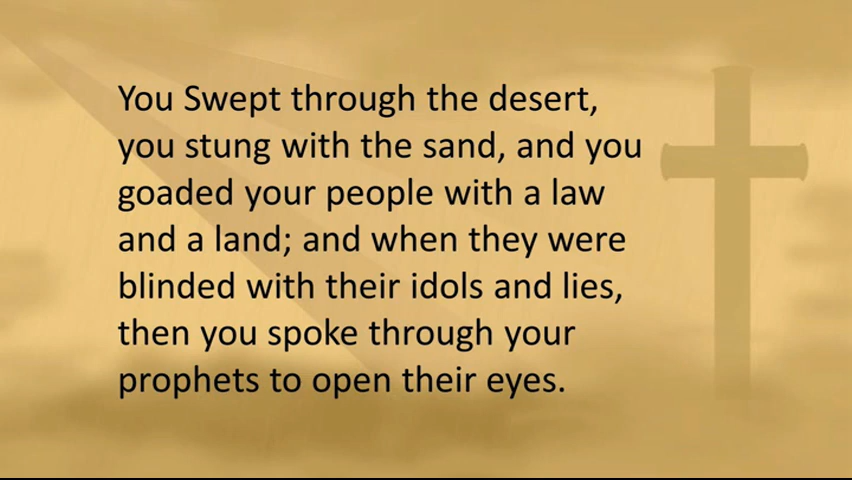 You Swept through the desert,
you stung with the sand, and you
goaded your people with a law
and a land; and when they were
blinded with their idols and lies,
then you spoke through your
prophets to open their eyes.